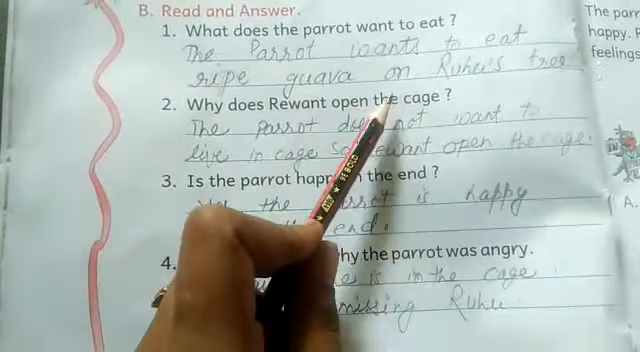 B. Read and Answer.
1. What does the parrot want to eat ?
The Parrot wants to eat
ripe guava on Ruhu's tree
2. Why does Rewant open the cage ?
The parrot does not want to
live in cage so Rewant open the cage.
3. Is the parrot happ in the end ?
the parrot is happy
end.
4. hy the parrot was angry.
is in the cage
missing Ruhu
The parr
happy. R
feelings
A.